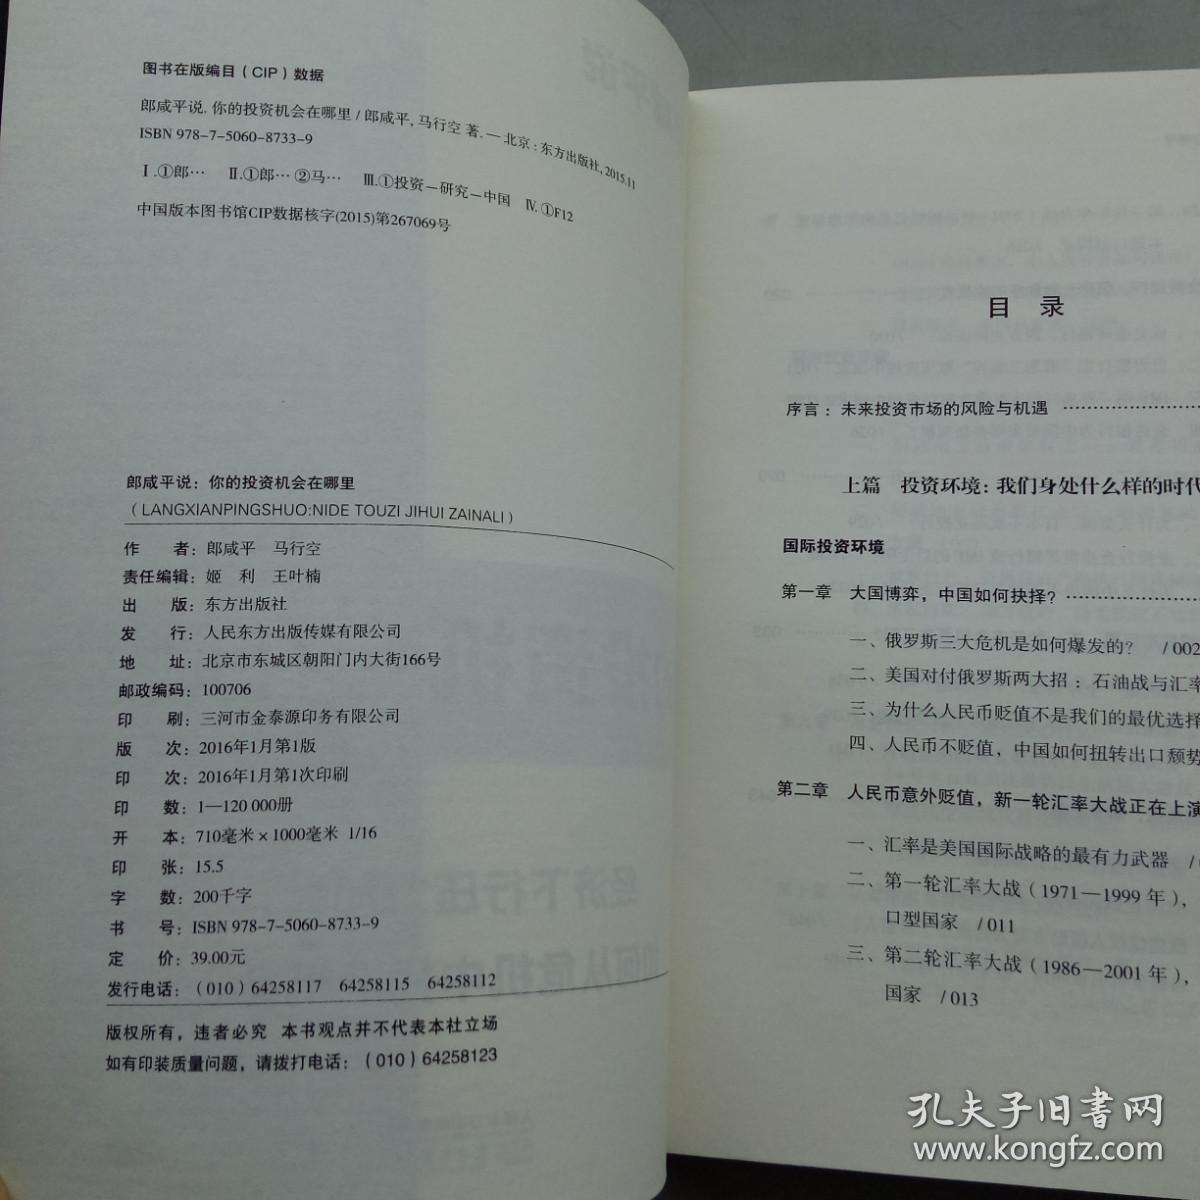 图书在版编目（CIP）数据
郎咸平说. 你的投资机会在哪里 / 郎咸平, 马行空 著. — 北京 : 东方出版社, 2015.11
ISBN 978-7-5060-8733-9
Ⅰ.①郎… Ⅱ.①郎… ②马… Ⅲ.①投资－研究－中国 Ⅳ. ①F12
中国版本图书馆CIP数据核字(2015)第267069号
郎咸平说：你的投资机会在哪里
（LANGXIANPINGSHUO:NIDE TOUZI JIHUI ZAINALI）
作 者：郎咸平 马行空
责任编辑：姬 利 王叶楠
出 版：东方出版社
发 行：人民东方出版传媒有限公司
地 址：北京市东城区朝阳门内大街166号
邮政编码：100706
印 刷：三河市金泰源印务有限公司
版 次：2016年1月第1版
印 次：2016年1月第1次印刷
印 数：1—120 000册
开 本：710毫米×1000毫米 1/16
印 张：15.5
字 数：200千字
书 号：ISBN 978-7-5060-8733-9
定 价：39.00元
发行电话：（010）64258117 64258115 64258112
版权所有，违者必究 本书观点并不代表本社立场
如有印装质量问题，请拨打电话：（010）64258123
目 录
序言：未来投资市场的风险与机遇
上篇 投资环境：我们身处什么样的时代
国际投资环境
第一章 大国博弈，中国如何抉择？
一、俄罗斯三大危机是如何爆发的？ /002
二、美国对付俄罗斯两大招：石油战与汇率
三、为什么人民币贬值不是我们的最优选择
四、人民币不贬值，中国如何扭转出口颓势
第二章 人民币意外贬值，新一轮汇率大战正在上演
一、汇率是美国国际战略的最有力武器 /
二、第一轮汇率大战（1971—1999 年），
口型国家 /011
三、第二轮汇率大战（1986—2001 年），
国家 /013
孔夫子旧书网
www.kongfz.com